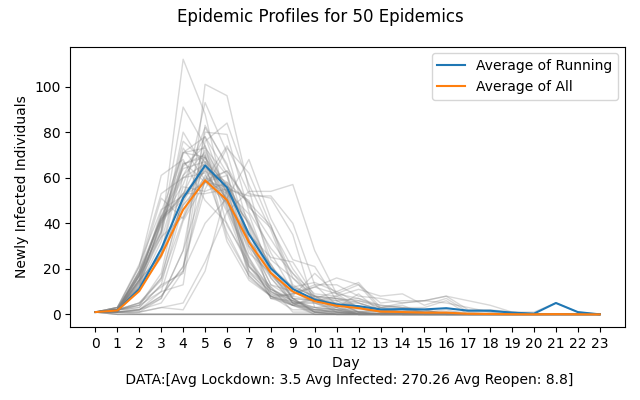 Epidemic Profiles for 50 Epidemics
Average of Running
Average of All
Newly Infected Individuals
100
80
60
40
20
0
0 1 2 3 4 5 6 7 8 9 10 11 12 13 14 15 16 17 18 19 20 21 22 23
Day
DATA:[Avg Lockdown: 3.5 Avg Infected: 270.26 Avg Reopen: 8.8]